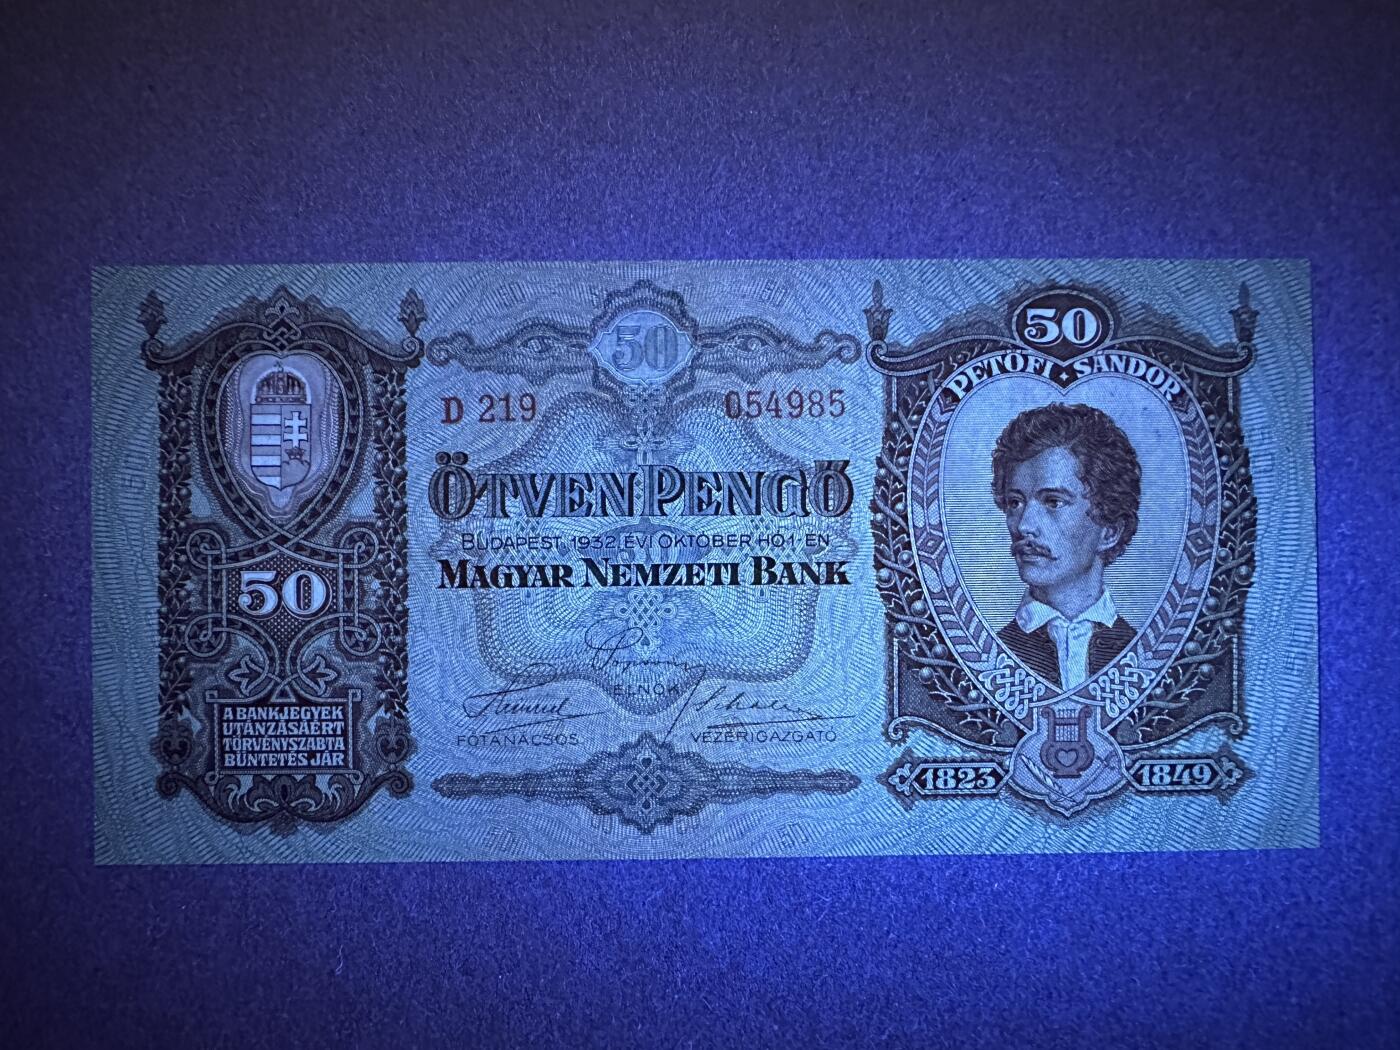 50
50
PETŐFI · SÁNDOR
D 219
054985
ÖTVEN PENGŐ
BUDAPEST, 1932. ÉVI OKTÓBER HÓ 1-ÉN
MAGYAR NEMZETI BANK
50
ELNÖK
FŐTANÁCSOS
VEZÉRIGAZGATÓ
A BANKJEGYEK
UTÁNZÁSÁÉRT
TÖRVÉNYSZABTA
BÜNTETÉS JÁR
1823
1849
50
50